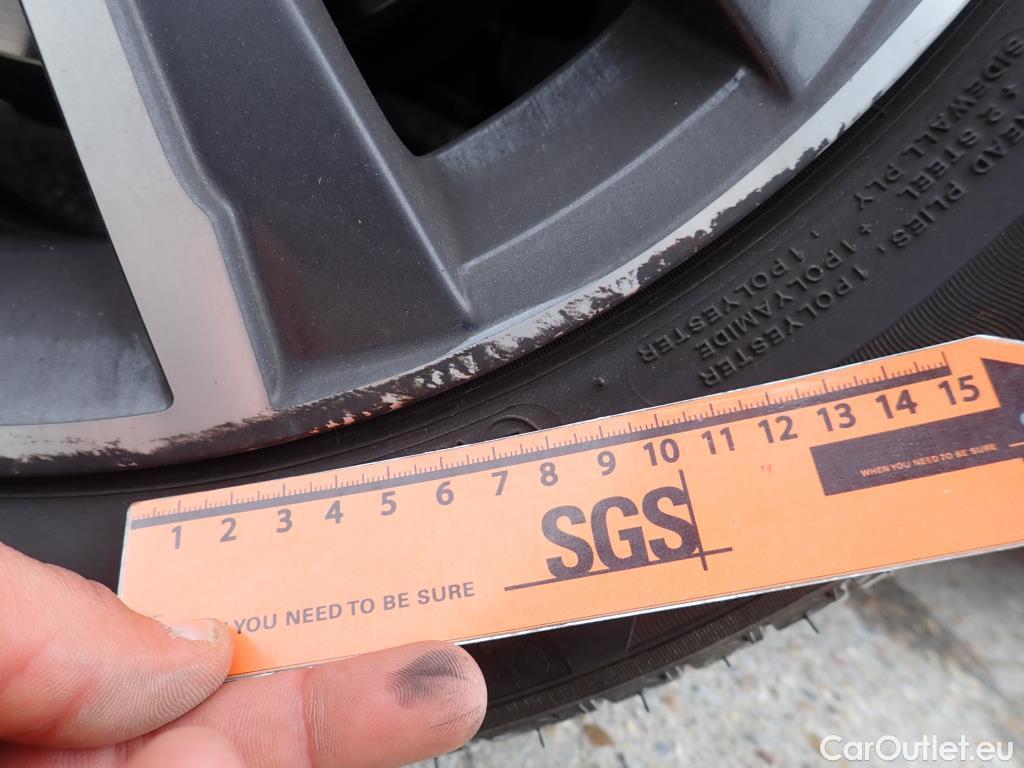 EAD PLIES: 1 POLYESTER
+ 2 STEEL + 1 POLYAMIDE
SIDEWALL PLY : 1 POLYESTER
1 2 3 4 5 6 7 8 9 10 11 12 13 14 15
WHEN YOU NEED TO BE SURE
SGS
YOU NEED TO BE SURE
CarOutlet.eu